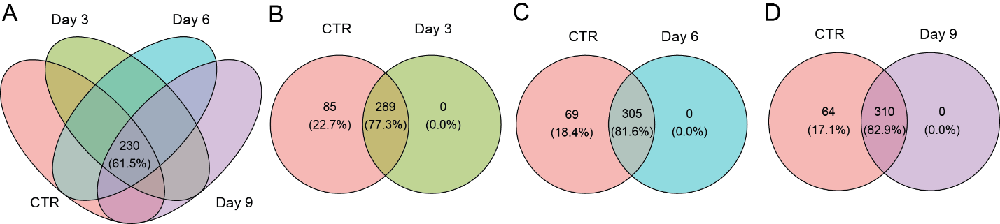 A
Day 3
Day 6
230
(61.5%)
CTR
Day 9
B
CTR
Day 3
85
(22.7%)
289
(77.3%)
0
(0.0%)
C
CTR
Day 6
69
(18.4%)
305
(81.6%)
0
(0.0%)
D
CTR
Day 9
64
(17.1%)
310
(82.9%)
0
(0.0%)